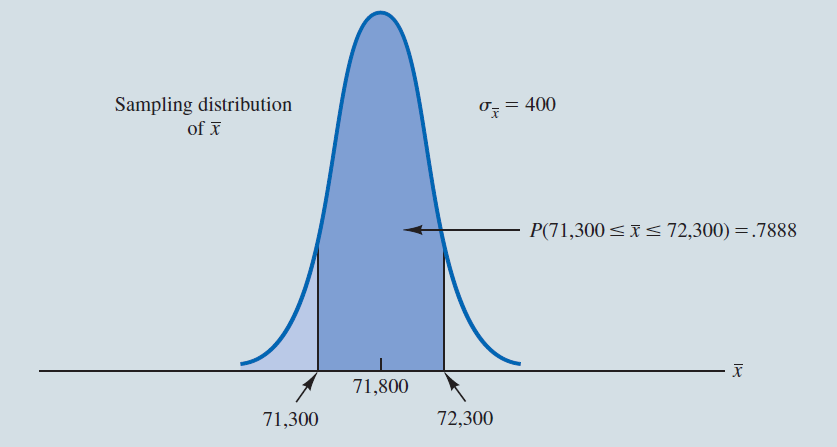 Sampling distribution
of x̄
σx̄ = 400
P(71,300 ≤ x̄ ≤ 72,300) = .7888
x̄
71,800
71,300
72,300